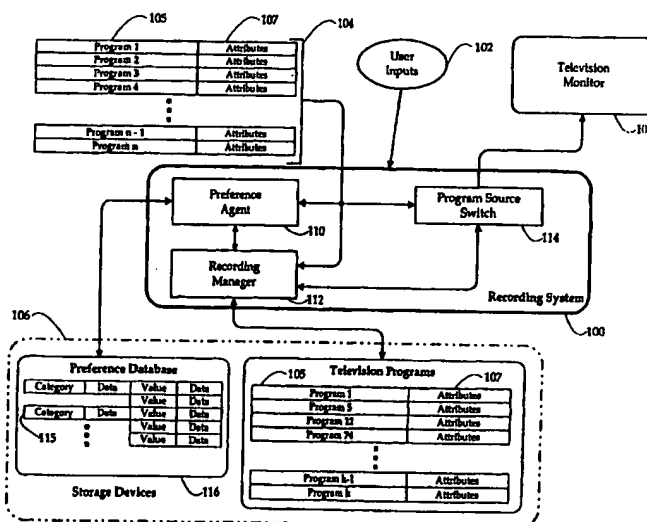 105 107 104
Program 1 Attributes
Program 2 Attributes
Program 3 Attributes
Program 4 Attributes
Program n - 1 Attributes
Program n Attributes
User
Inputs
102
Television
Monitor
10
Preference
Agent
110
Program Source
Switch
114
Recording
Manager
112
Recording System
100
106
Preference Database
Category Data Value Data
Value Data
Category Data Value Data
Value Data
Value Data
115
116
Storage Devices
Television Programs
105 107
Program 1 Attributes
Program 5 Attributes
Program 12 Attributes
Program 74 Attributes
Program k-1 Attributes
Program k Attributes